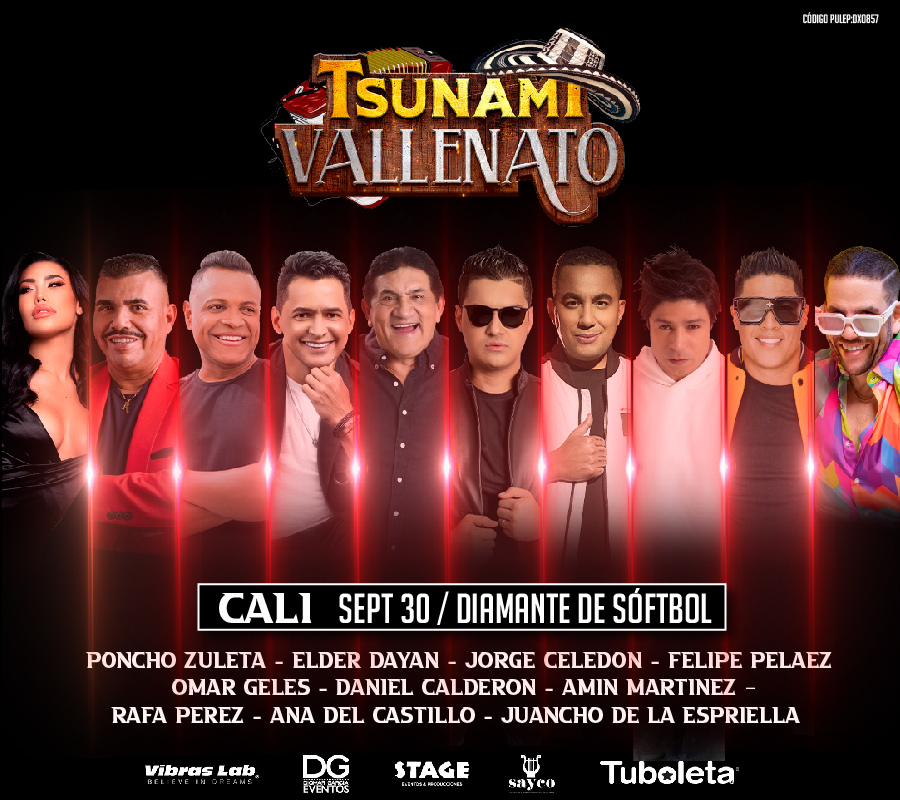 CÓDIGO PULEP:DXO857
TSUNAMI
VALLENATO
CALI SEPT 30 / DIAMANTE DE SÓFTBOL
PONCHO ZULETA - ELDER DAYAN - JORGE CELEDON - FELIPE PELAEZ
OMAR GELES - DANIEL CALDERON - AMIN MARTINEZ -
RAFA PEREZ - ANA DEL CASTILLO - JUANCHO DE LA ESPRIELLA
Vibras Lab
BELIEVE IN DREAMS
DG
EVENTOS
STAGE
EVENTOS & PRODUCCIONES
sayco
Tuboleta